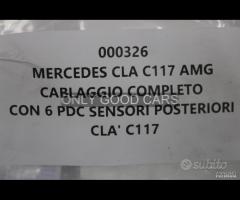 000326
MERCEDES CLA C117 AMG
CABLAGGIO COMPLETO
ONLY GOOD CARS
CON 6 PDC SENSORI POSTERIORI
CLA' C117
subito